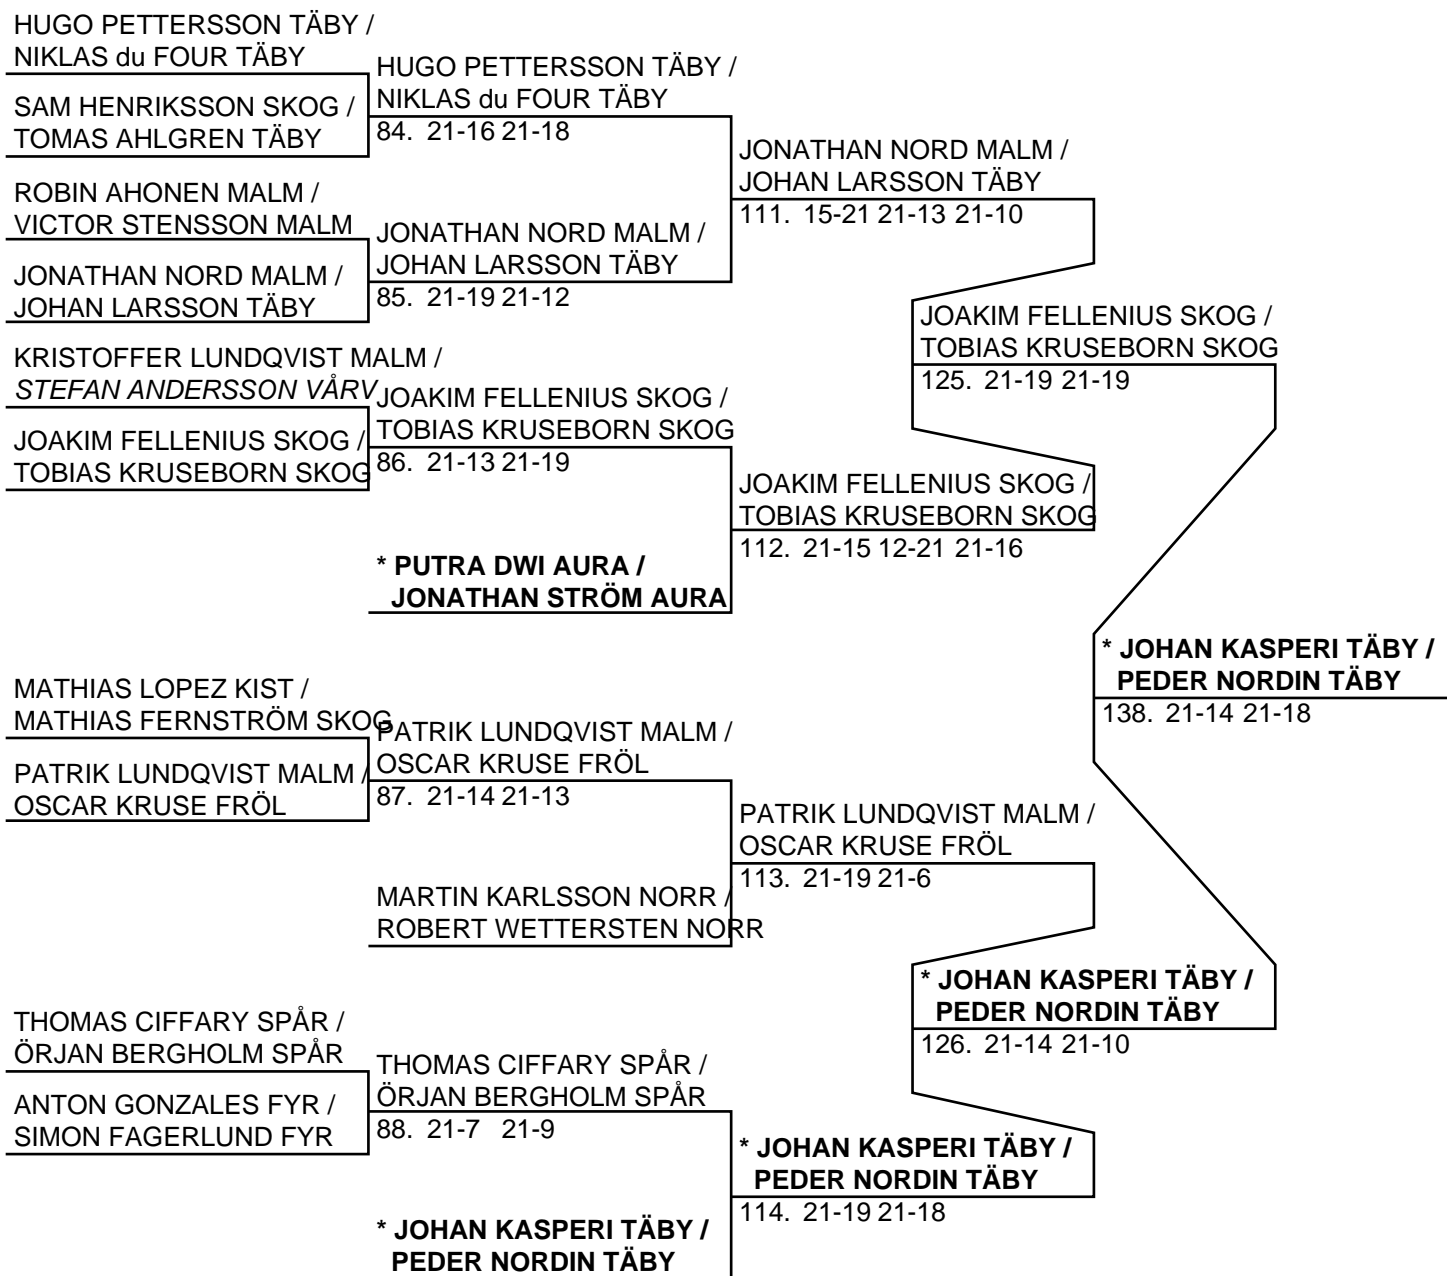 HUGO PETTERSSON TÄBY /
NIKLAS du FOUR TÄBY
SAM HENRIKSSON SKOG /
TOMAS AHLGREN TÄBY
ROBIN AHONEN MALM /
VICTOR STENSSON MALM
JONATHAN NORD MALM /
JOHAN LARSSON TÄBY
KRISTOFFER LUNDQVIST MALM /
STEFAN ANDERSSON VÅRV
JOAKIM FELLENIUS SKOG /
TOBIAS KRUSEBORN SKOG
MATHIAS LOPEZ KIST /
MATHIAS FERNSTRÖM SKOG
PATRIK LUNDQVIST MALM /
OSCAR KRUSE FRÖL
THOMAS CIFFARY SPÅR /
ÖRJAN BERGHOLM SPÅR
ANTON GONZALES FYR /
SIMON FAGERLUND FYR
HUGO PETTERSSON TÄBY /
NIKLAS du FOUR TÄBY
84. 21-16 21-18
JONATHAN NORD MALM /
JOHAN LARSSON TÄBY
85. 21-19 21-12
JOAKIM FELLENIUS SKOG /
TOBIAS KRUSEBORN SKOG
86. 21-13 21-19
* PUTRA DWI AURA /
JONATHAN STRÖM AURA
PATRIK LUNDQVIST MALM /
OSCAR KRUSE FRÖL
87. 21-14 21-13
MARTIN KARLSSON NORR /
ROBERT WETTERSTEN NORR
THOMAS CIFFARY SPÅR /
ÖRJAN BERGHOLM SPÅR
88. 21-7 21-9
* JOHAN KASPERI TÄBY /
PEDER NORDIN TÄBY
JONATHAN NORD MALM /
JOHAN LARSSON TÄBY
111. 15-21 21-13 21-10
JOAKIM FELLENIUS SKOG /
TOBIAS KRUSEBORN SKOG
112. 21-15 12-21 21-16
PATRIK LUNDQVIST MALM /
OSCAR KRUSE FRÖL
113. 21-19 21-6
* JOHAN KASPERI TÄBY /
PEDER NORDIN TÄBY
114. 21-19 21-18
JOAKIM FELLENIUS SKOG /
TOBIAS KRUSEBORN SKOG
125. 21-19 21-19
* JOHAN KASPERI TÄBY /
PEDER NORDIN TÄBY
126. 21-14 21-10
* JOHAN KASPERI TÄBY /
PEDER NORDIN TÄBY
138. 21-14 21-18